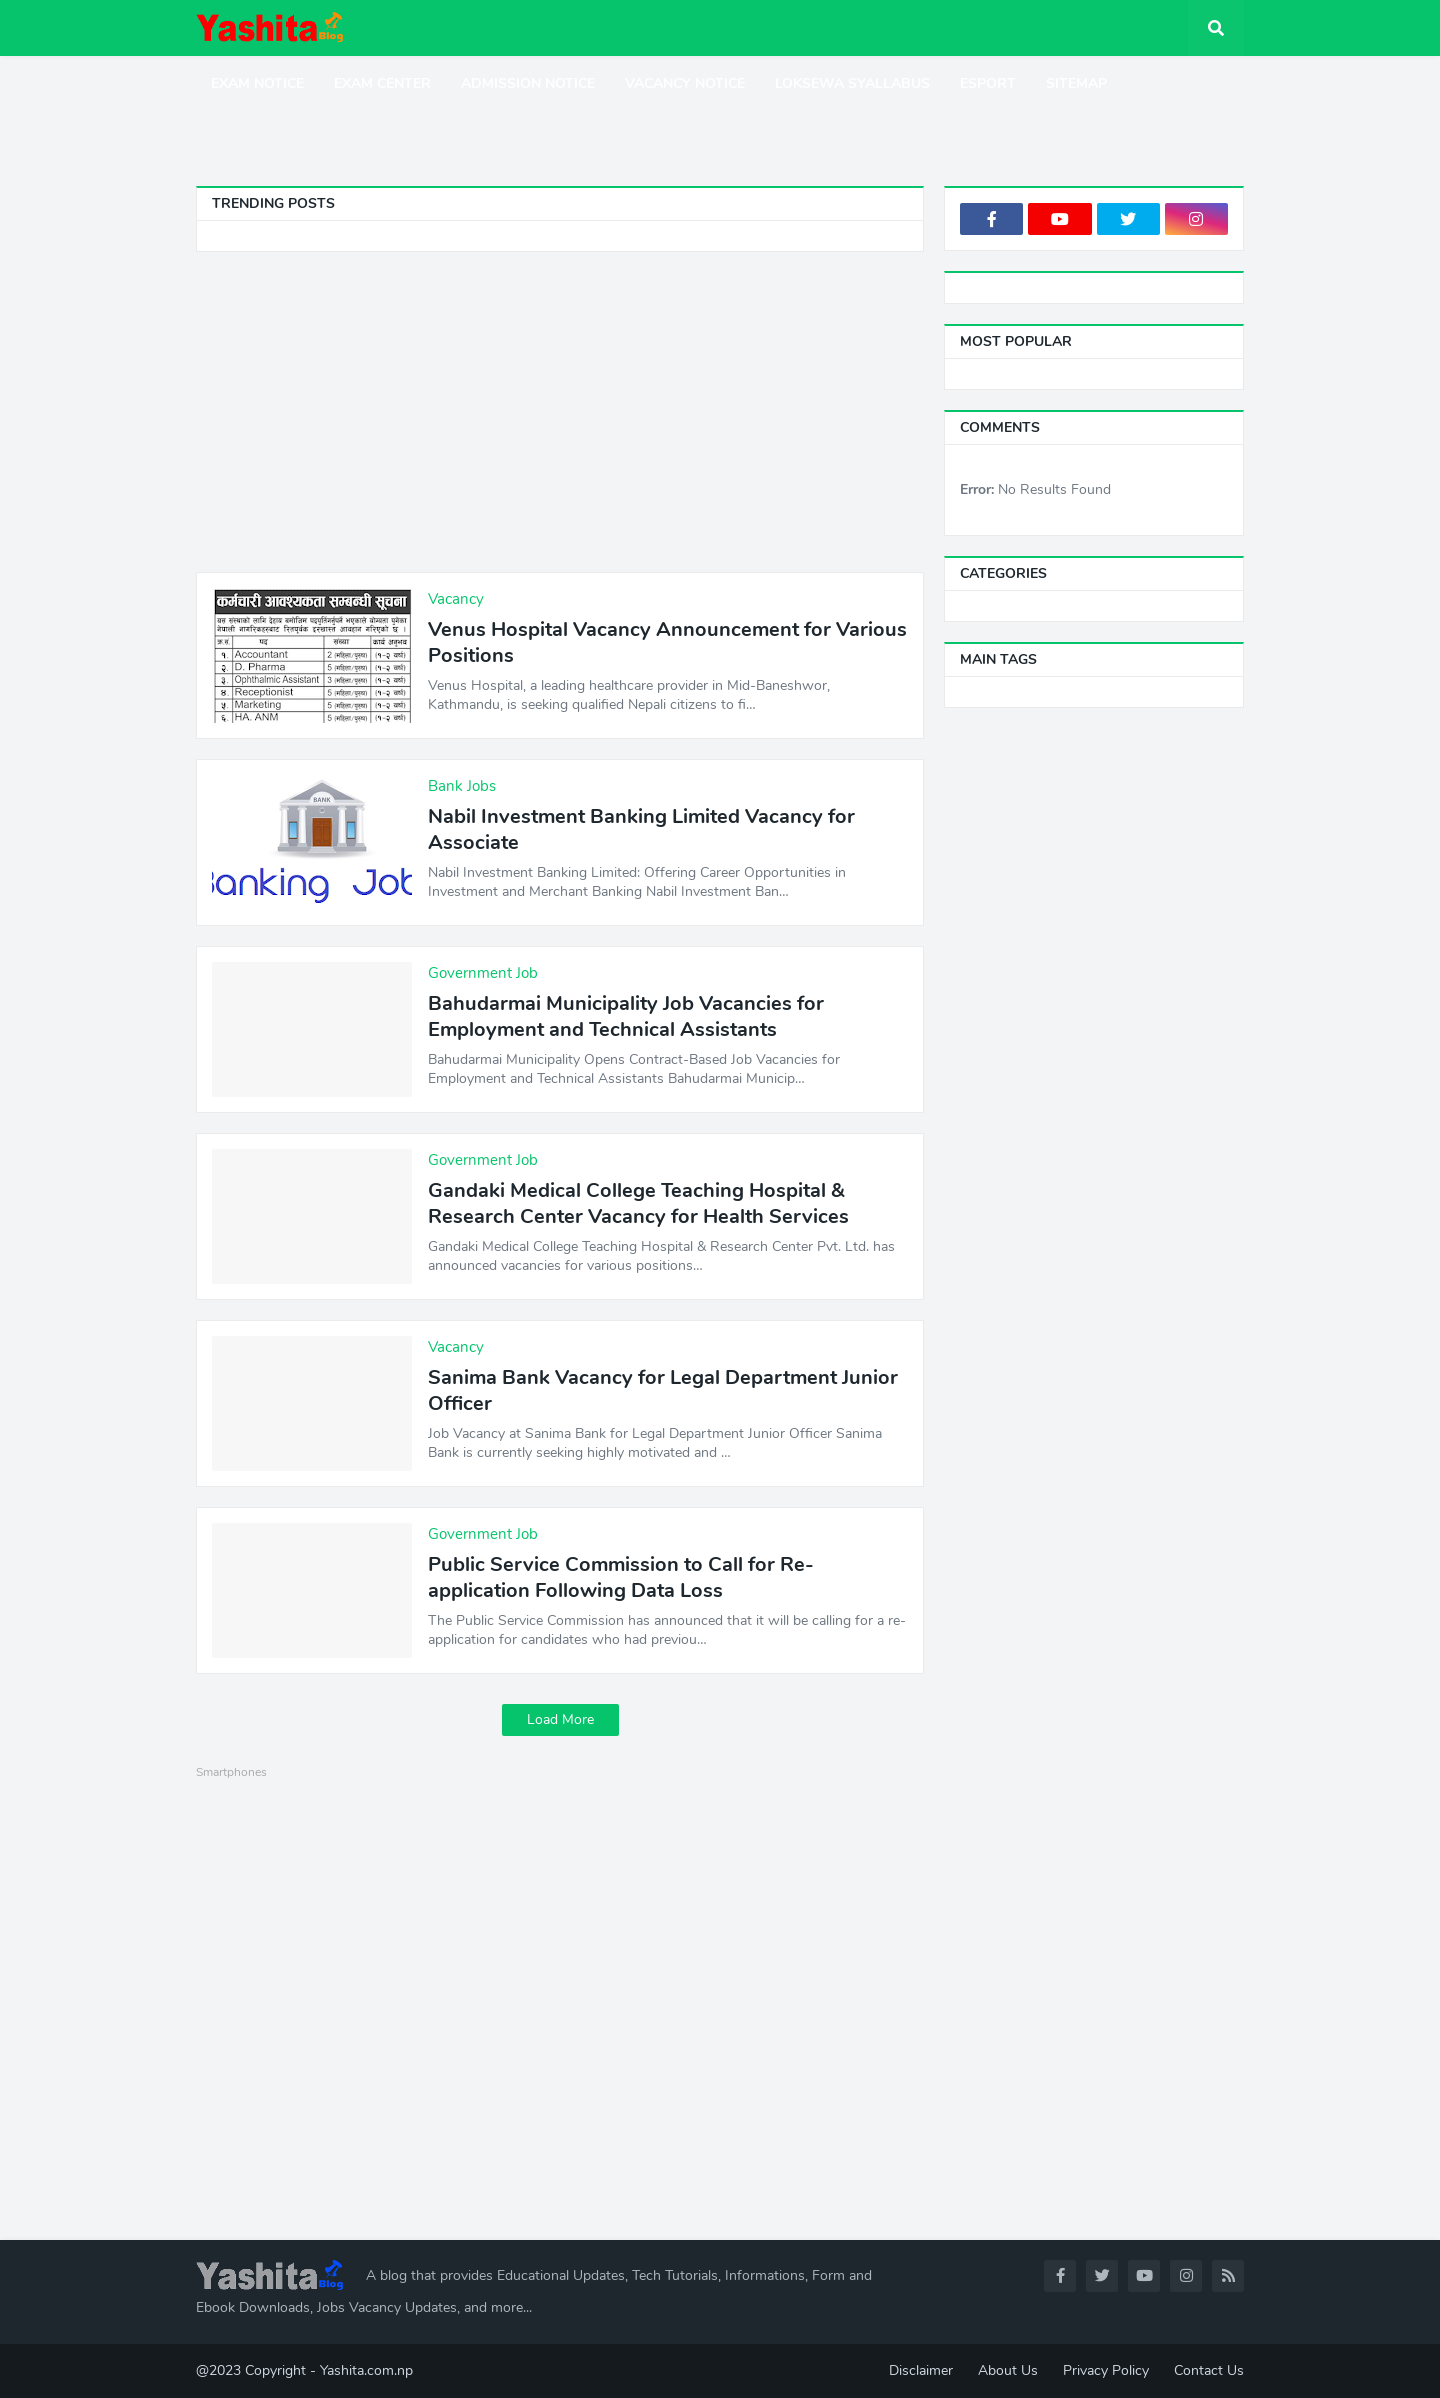 Yashita Blog
EXAM NOTICE EXAM CENTER ADMISSION NOTICE VACANCY NOTICE LOKSEWA SYALLABUS ESPORT SITEMAP
TRENDING POSTS
कर्मचारी आवश्यकता सम्बन्धी सूचना
क्र.सं. पद संख्या कार्य अनुभव
१. Accountant 2 (महिला/पुरुष) (१-२ वर्ष)
२. D. Pharma 5 (महिला/पुरुष) (१-२ वर्ष)
३. Ophthalmic Assistant 3 (महिला/पुरुष) (१-२ वर्ष)
४. Receptionist 5 (महिला/पुरुष) (१-२ वर्ष)
५. Marketing 5 (महिला/पुरुष) (१-२ वर्ष)
६. HA. ANM 5 (महिला/पुरुष) (१-२ वर्ष)
Vacancy
Venus Hospital Vacancy Announcement for Various
Positions
Venus Hospital, a leading healthcare provider in Mid-Baneshwor,
Kathmandu, is seeking qualified Nepali citizens to fi...
BANK
Banking Job
Bank Jobs
Nabil Investment Banking Limited Vacancy for
Associate
Nabil Investment Banking Limited: Offering Career Opportunities in
Investment and Merchant Banking Nabil Investment Ban...
Government Job
Bahudarmai Municipality Job Vacancies for
Employment and Technical Assistants
Bahudarmai Municipality Opens Contract-Based Job Vacancies for
Employment and Technical Assistants Bahudarmai Municip...
Government Job
Gandaki Medical College Teaching Hospital &
Research Center Vacancy for Health Services
Gandaki Medical College Teaching Hospital & Research Center Pvt. Ltd. has
announced vacancies for various positions...
Vacancy
Sanima Bank Vacancy for Legal Department Junior
Officer
Job Vacancy at Sanima Bank for Legal Department Junior Officer Sanima
Bank is currently seeking highly motivated and ...
Government Job
Public Service Commission to Call for Re-
application Following Data Loss
The Public Service Commission has announced that it will be calling for a re-
application for candidates who had previou...
Load More
Smartphones
MOST POPULAR
COMMENTS
Error: No Results Found
CATEGORIES
MAIN TAGS
Yashita Blog
A blog that provides Educational Updates, Tech Tutorials, Informations, Form and
Ebook Downloads, Jobs Vacancy Updates, and more...
@2023 Copyright - Yashita.com.np
Disclaimer About Us Privacy Policy Contact Us